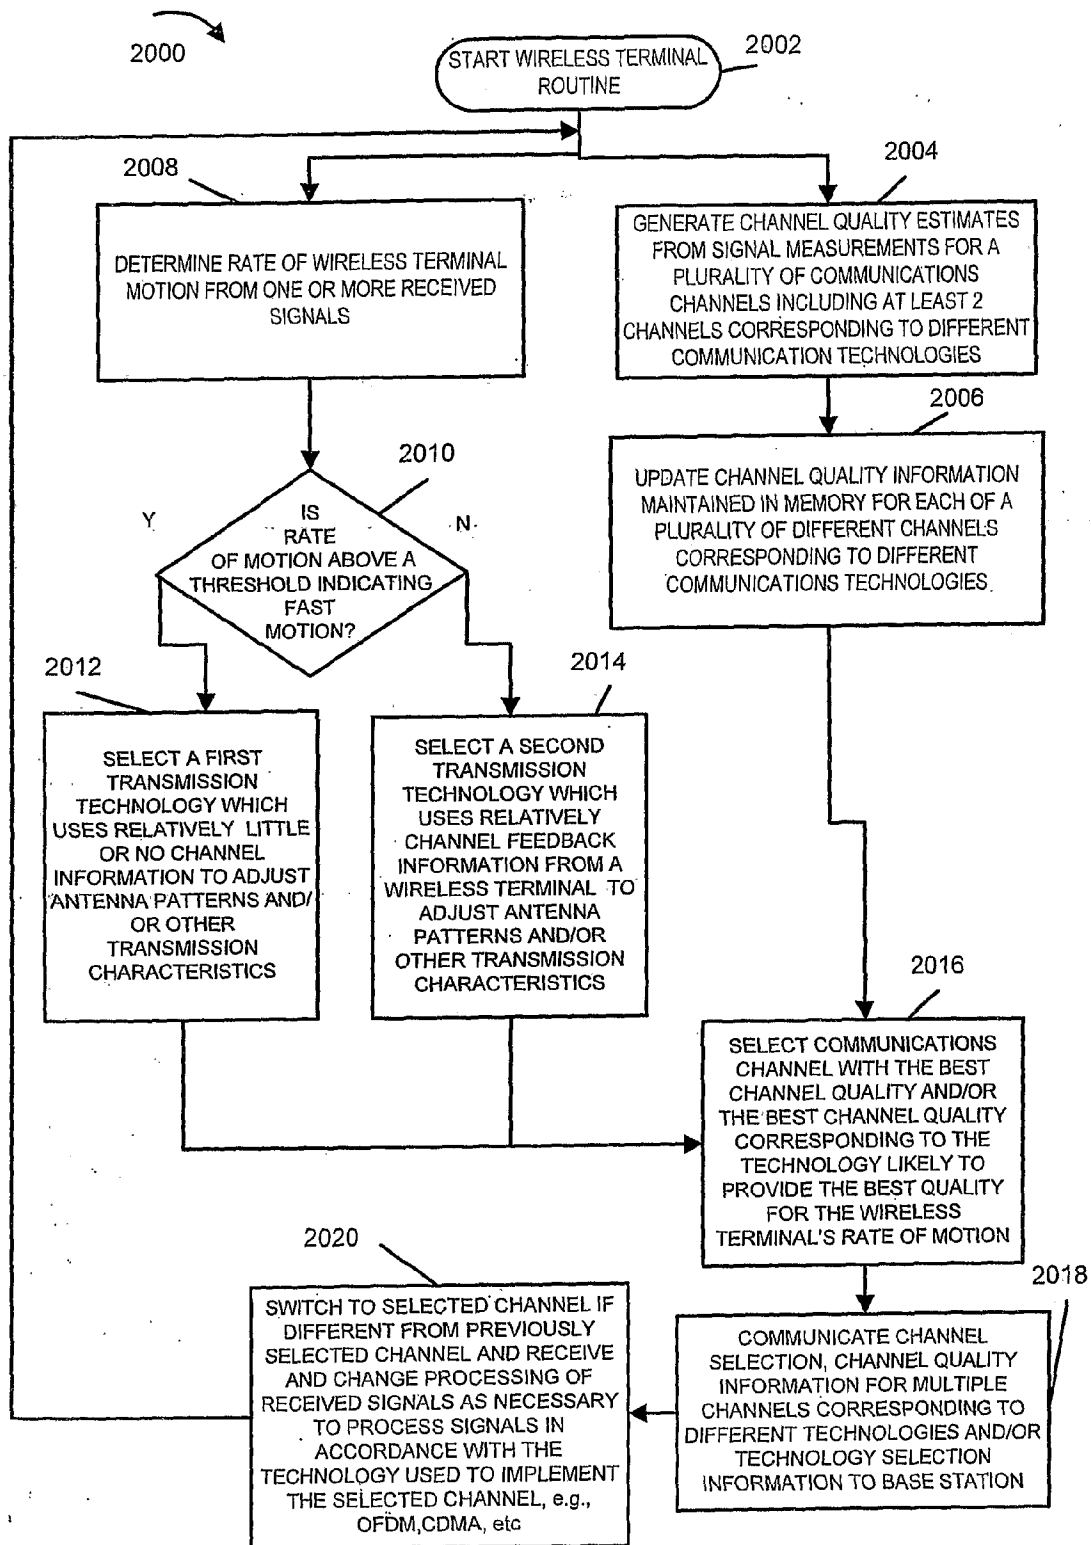 2000
START WIRELESS TERMINAL
ROUTINE
2002
2008
DETERMINE RATE OF WIRELESS TERMINAL
MOTION FROM ONE OR MORE RECEIVED
SIGNALS
2004
GENERATE CHANNEL QUALITY ESTIMATES
FROM SIGNAL MEASUREMENTS FOR A
PLURALITY OF COMMUNICATIONS
CHANNELS INCLUDING AT LEAST 2
CHANNELS CORRESPONDING TO DIFFERENT
COMMUNICATION TECHNOLOGIES
2006
UPDATE CHANNEL QUALITY INFORMATION
MAINTAINED IN MEMORY FOR EACH OF A
PLURALITY OF DIFFERENT CHANNELS
CORRESPONDING TO DIFFERENT
COMMUNICATIONS TECHNOLOGIES.
2010
Y
N
IS
RATE
OF MOTION ABOVE A
THRESHOLD INDICATING
FAST
MOTION?
2012
SELECT A FIRST
TRANSMISSION
TECHNOLOGY WHICH
USES RELATIVELY LITTLE
OR NO CHANNEL
INFORMATION TO ADJUST
ANTENNA PATTERNS AND/
OR OTHER
TRANSMISSION
CHARACTERISTICS
2014
SELECT A SECOND
TRANSMISSION
TECHNOLOGY WHICH
USES RELATIVELY
CHANNEL FEEDBACK
INFORMATION FROM A
WIRELESS TERMINAL TO
ADJUST ANTENNA
PATTERNS AND/OR
OTHER TRANSMISSION
CHARACTERISTICS
2016
SELECT COMMUNICATIONS
CHANNEL WITH THE BEST
CHANNEL QUALITY AND/OR
THE BEST CHANNEL QUALITY
CORRESPONDING TO THE
TECHNOLOGY LIKELY TO
PROVIDE THE BEST QUALITY
FOR THE WIRELESS
TERMINAL'S RATE OF MOTION
2018
COMMUNICATE CHANNEL
SELECTION, CHANNEL QUALITY
INFORMATION FOR MULTIPLE
CHANNELS CORRESPONDING TO
DIFFERENT TECHNOLOGIES AND/OR
TECHNOLOGY SELECTION
INFORMATION TO BASE STATION
2020
SWITCH TO SELECTED CHANNEL IF
DIFFERENT FROM PREVIOUSLY
SELECTED CHANNEL AND RECEIVE
AND CHANGE PROCESSING OF
RECEIVED SIGNALS AS NECESSARY
TO PROCESS SIGNALS IN
ACCORDANCE WITH THE
TECHNOLOGY USED TO IMPLEMENT
THE SELECTED CHANNEL, e.g.,
OFDM,CDMA, etc